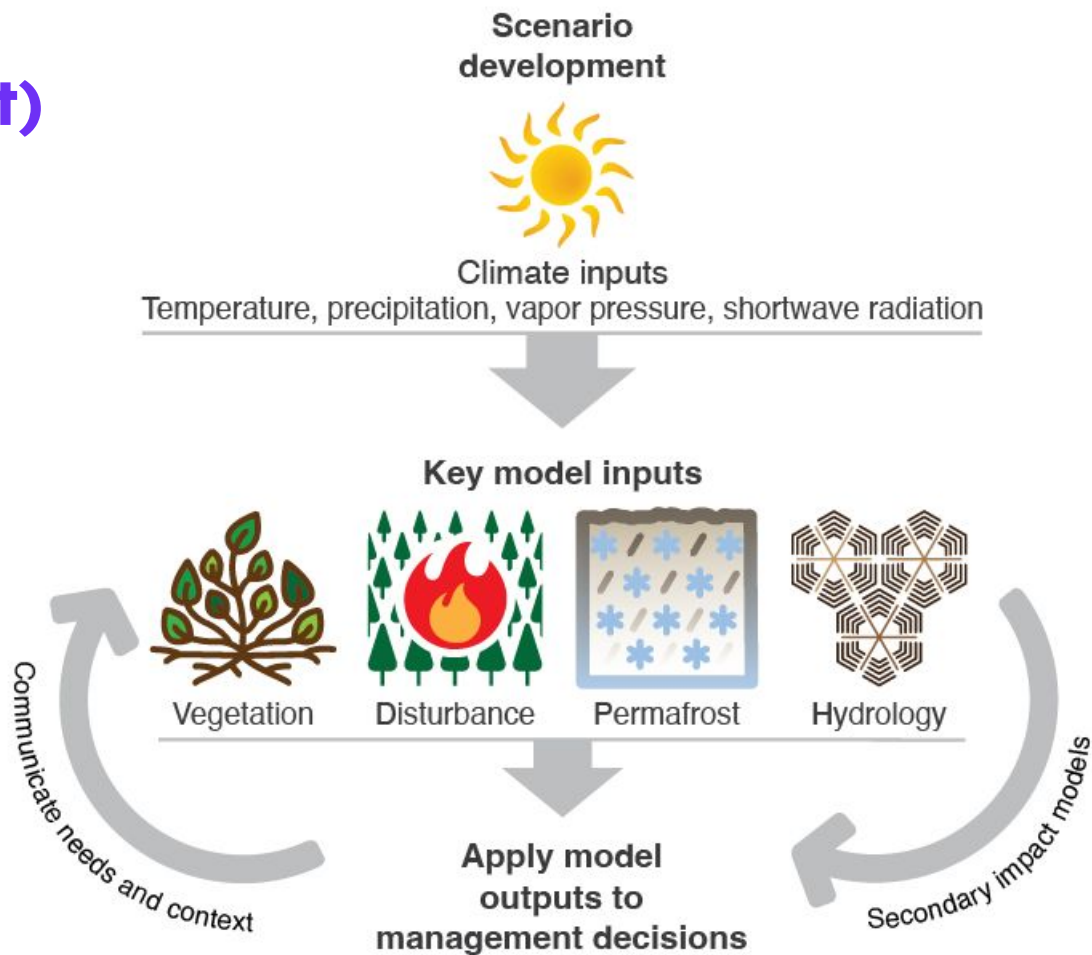 t)
Scenario
development
Climate inputs
Temperature, precipitation, vapor pressure, shortwave radiation
Key model inputs
Vegetation
Disturbance
Permafrost
Hydrology
Communicate needs and context
Secondary impact models
Apply model
outputs to
management decisions